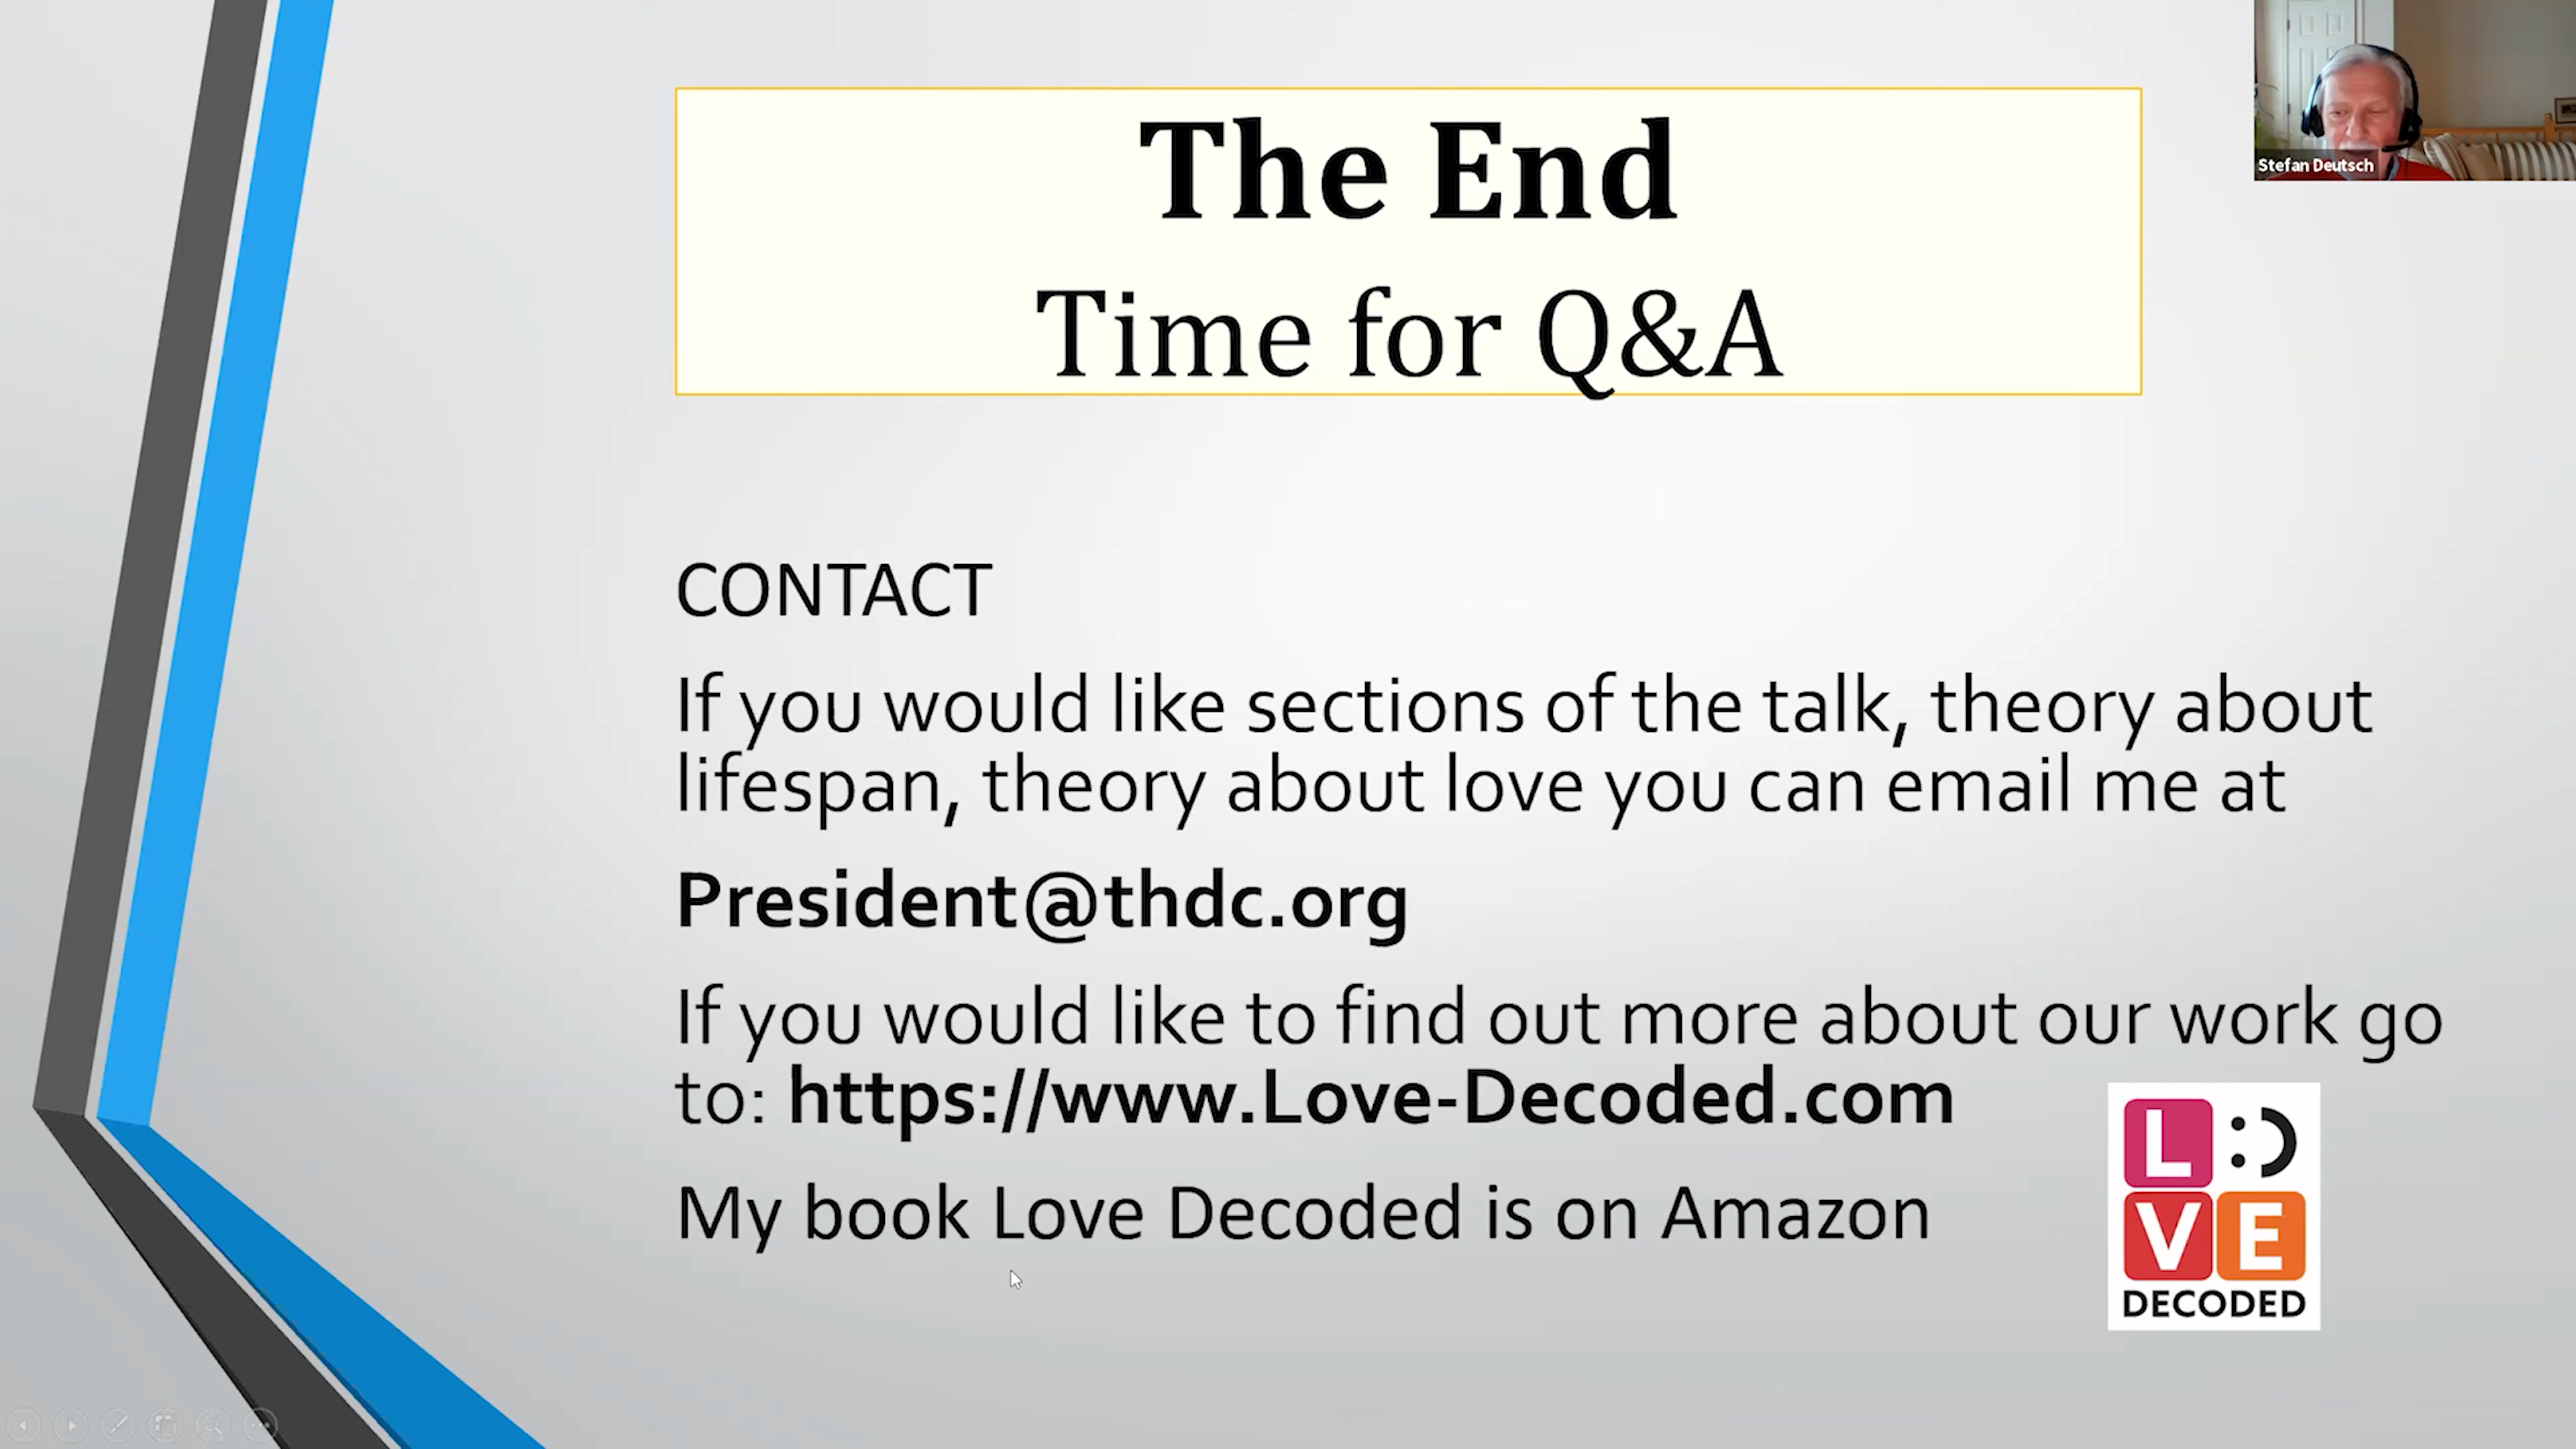 The End
Time for Q&A
Stefan Deutsch
CONTACT
If you would like sections of the talk, theory about
lifespan, theory about love you can email me at
President@thdc.org
If you would like to find out more about our work go
to: https://www.Love-Decoded.com
My book Love Decoded is on Amazon
L:)
VE
DECODED